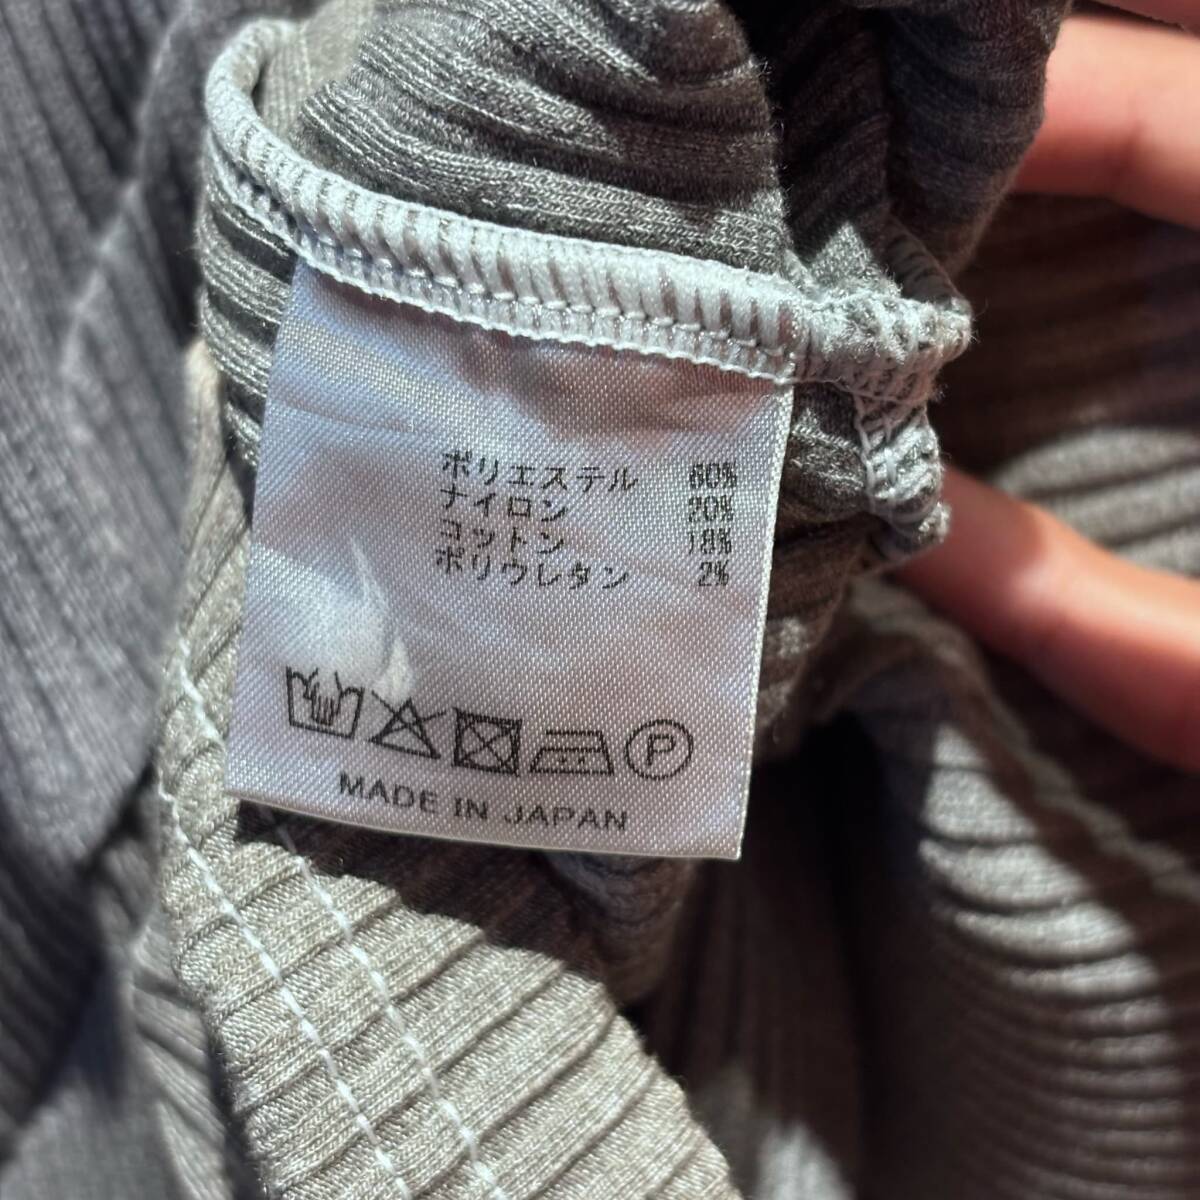 ポリエステル 60%
ナイロン 20%
コットン 18%
ポリウレタン 2%
P
MADE IN JAPAN